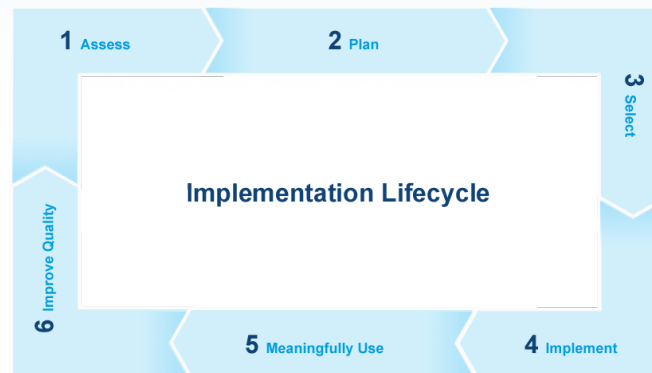 1 Assess
2 Plan
3 Select
Implementation Lifecycle
4 Implement
5 Meaningfully Use
6 Improve Quality